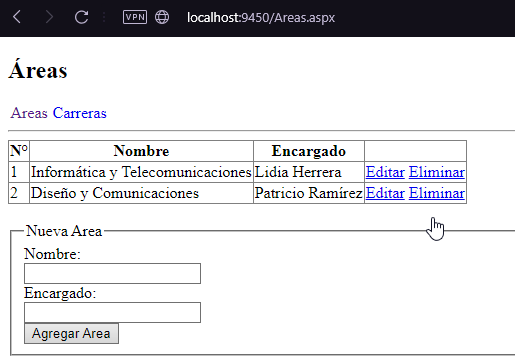 VPN localhost:9450/Areas.aspx
Áreas
Areas Carreras
N° Nombre Encargado
1 Informática y Telecomunicaciones Lidia Herrera Editar Eliminar
2 Diseño y Comunicaciones Patricio Ramírez Editar Eliminar
Nueva Area
Nombre:
Encargado:
Agregar Area